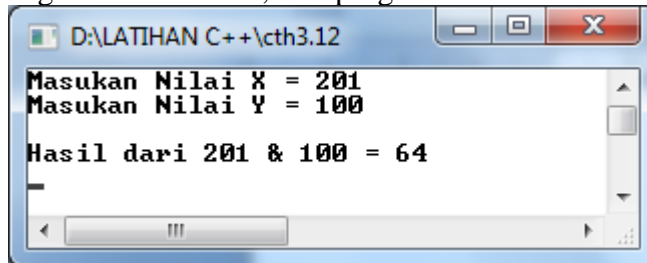 D:\LATIHAN C++\cth3.12
Masukan Nilai X = 201
Masukan Nilai Y = 100
Hasil dari 201 & 100 = 64